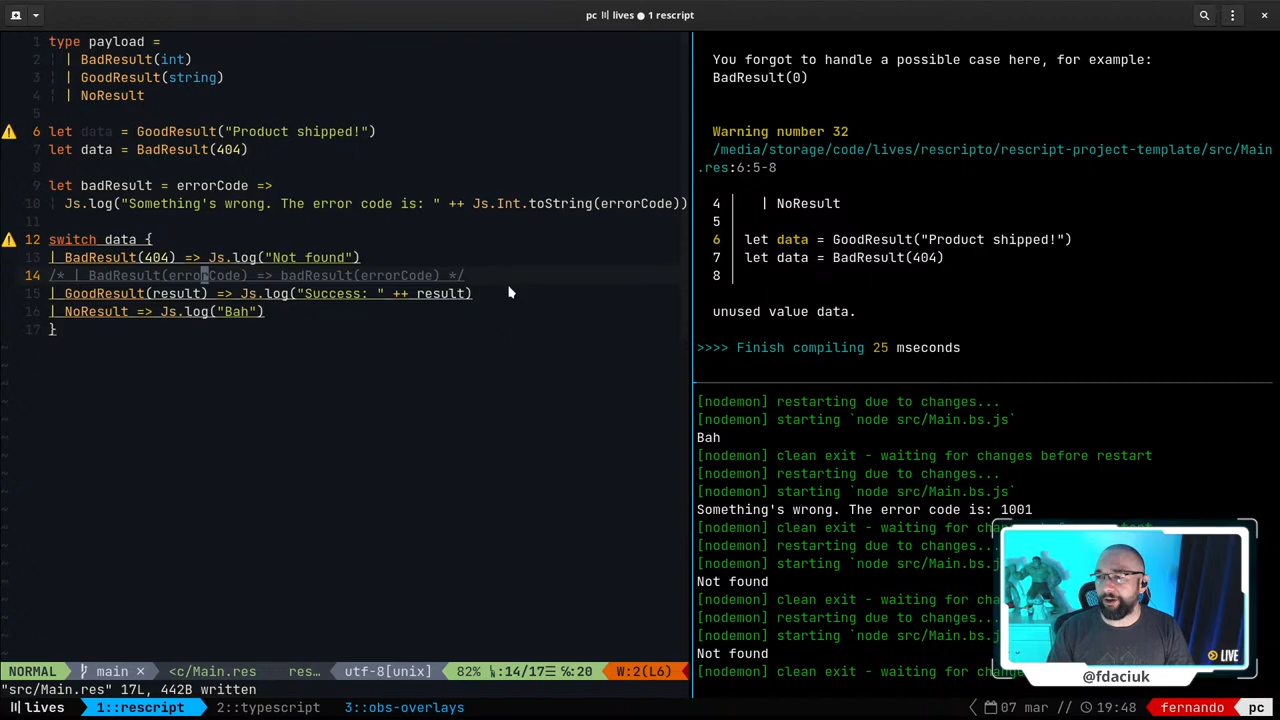 pc lives ● 1 rescript
1 type payload =
2 | BadResult(int)
3 | GoodResult(string)
4 | NoResult
5
6 let data = GoodResult("Product shipped!")
7 let data = BadResult(404)
8
9 let badResult = errorCode =>
10 Js.log("Something's wrong. The error code is: " ++ Js.Int.toString(errorCode))
11
12 switch data {
13 | BadResult(404) => Js.log("Not found")
14 /* | BadResult(errorCode) => badResult(errorCode) */
15 | GoodResult(result) => Js.log("Success: " ++ result)
16 | NoResult => Js.log("Bah")
17 }
NORMAL main × <c/Main.res res… utf-8[unix] 82% ㏑:14/17☰ ℅:20 W:2(L6)
"src/Main.res" 17L, 442B written
You forgot to handle a possible case here, for example:
BadResult(0)
Warning number 32
/media/storage/code/lives/rescripto/rescript-project-template/src/Main
.res:6:5-8
4 | NoResult
5
6 let data = GoodResult("Product shipped!")
7 let data = BadResult(404)
8
unused value data.
>>>> Finish compiling 25 mseconds
[nodemon] restarting due to changes...
[nodemon] starting `node src/Main.bs.js`
Bah
[nodemon] clean exit - waiting for changes before restart
[nodemon] restarting due to changes...
[nodemon] starting `node src/Main.bs.js`
Something's wrong. The error code is: 1001
[nodemon] clean exit - waiting for
[nodemon] restarting due to changes...
[nodemon] starting `node src/Main.bs.j
Not found
[nodemon] clean exit - waiting for
[nodemon] restarting due to changes...
[nodemon] starting `node src/Main.bs.j
Not found
[nodemon] clean exit - waiting for
LIVE
@fdaciuk
lives 1::rescript 2::typescript 3::obs-overlays 07 mar // 19:48 fernando pc